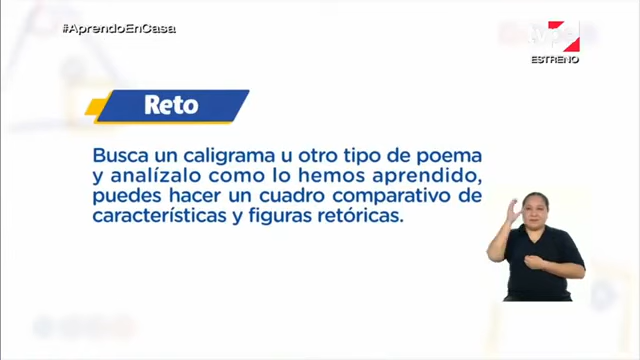 #AprendoEnCasa
ESTRENO
Reto
Busca un caligrama u otro tipo de poema
y analízalo como lo hemos aprendido,
puedes hacer un cuadro comparativo de
características y figuras retóricas.